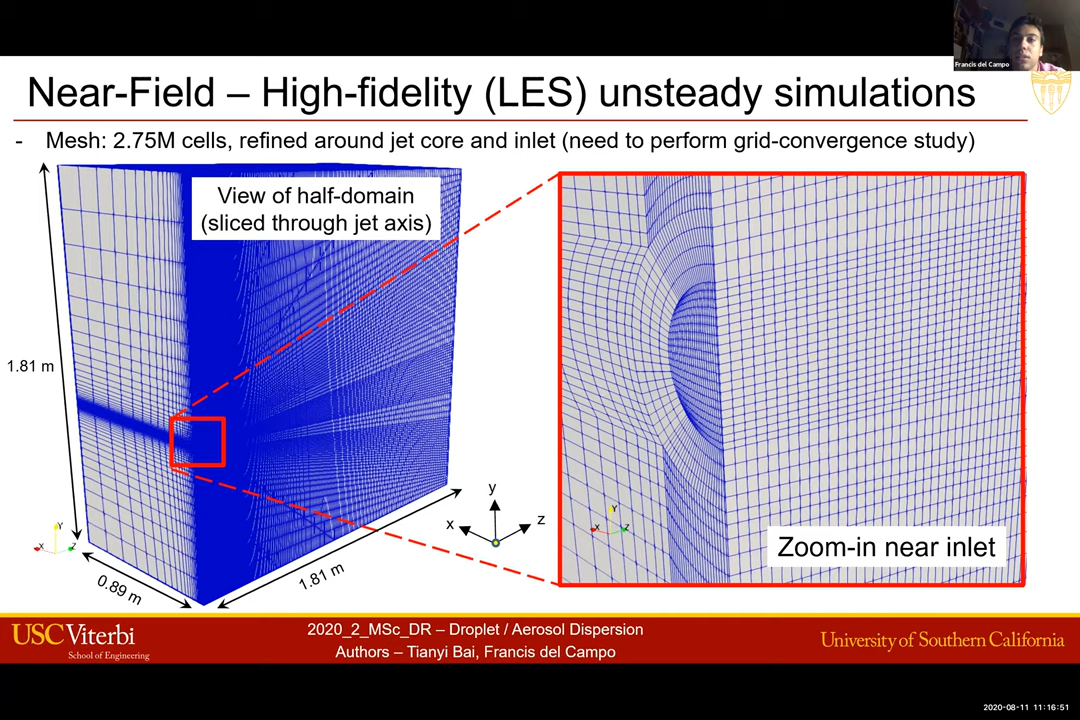 Francis del Campo
Near-Field – High-fidelity (LES) unsteady simulations
- Mesh: 2.75M cells, refined around jet core and inlet (need to perform grid-convergence study)
View of half-domain
(sliced through jet axis)
1.81 m
0.89 m
1.81 m
y
x
z
Y
X
Z
Y
X
Z
Zoom-in near inlet
USC Viterbi
School of Engineering
2020_2_MSc_DR – Droplet / Aerosol Dispersion
Authors – Tianyi Bai, Francis del Campo
University of Southern California
2020-08-11 11:16:51